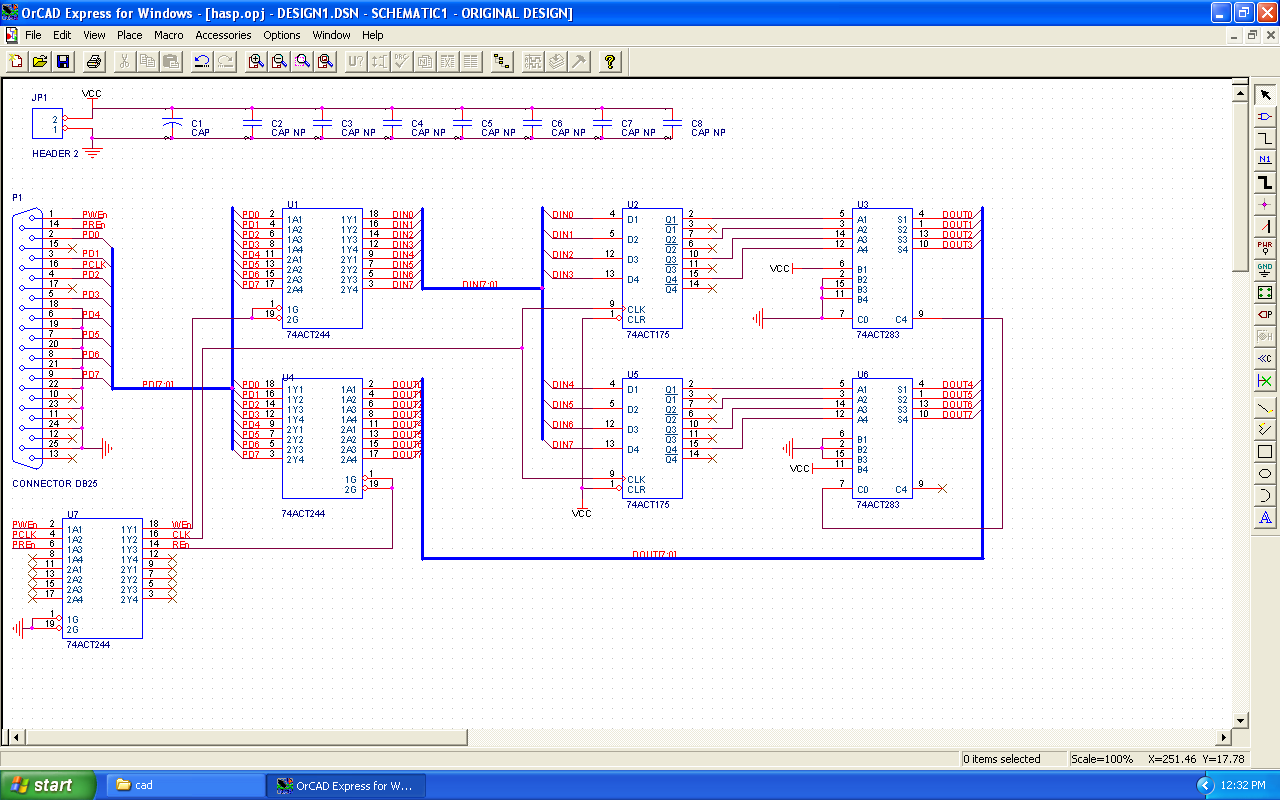 OrCAD Express for Windows - [hasp.opj - DESIGN1.DSN - SCHEMATIC1 - ORIGINAL DESIGN]
File Edit View Place Macro Accessories Options Window Help
U?
DRC
JP1
VCC
2
1
HEADER 2
C1
CAP
C2
CAP NP
C3
CAP NP
C4
CAP NP
C5
CAP NP
C6
CAP NP
C7
CAP NP
C8
CAP NP
P1
1 PWEn
14 PREn
2 PD0
15
3 PD1
16 PCLK
4 PD2
17
5 PD3
18
6 PD4
19
7 PD5
20
8 PD6
21
9 PD7
22
10
23
11
24
12
25
13
CONNECTOR DB25
PD[7:0]
U1
PD0 2 1A1 1Y1 18 DIN0
PD1 4 1A2 1Y2 16 DIN1
PD2 6 1A3 1Y3 14 DIN2
PD3 8 1A4 1Y4 12 DIN3
PD4 11 2A1 2Y1 9 DIN4
PD5 13 2A2 2Y2 7 DIN5
PD6 15 2A3 2Y3 5 DIN6
PD7 17 2A4 2Y4 3 DIN7
1 1G
19 2G
74ACT244
DIN[7:0]
U4
PD0 18 1Y1 1A1 2 DOUT0
PD1 16 1Y2 1A2 4 DOUT1
PD2 14 1Y3 1A3 6 DOUT2
PD3 12 1Y4 1A4 8 DOUT3
PD4 9 2Y1 2A1 11 DOUT4
PD5 7 2Y2 2A2 13 DOUT5
PD6 5 2Y3 2A3 15 DOUT6
PD7 3 2Y4 2A4 17 DOUT7
1G 1
2G 19
74ACT244
U2
DIN0 4 D1 Q1 2
Q1 3
DIN1 5 D2 Q2 7
Q2 6
DIN2 12 D3 Q3 10
Q3 11
DIN3 13 D4 Q4 15
Q4 14
9 CLK
1 CLR
74ACT175
U3
5 A1 S1 4 DOUT0
3 A2 S2 1 DOUT1
14 A3 S3 13 DOUT2
12 A4 S4 10 DOUT3
VCC 6 B1
2 B2
15 B3
11 B4
7 C0 C4 9
74ACT283
U5
DIN4 4 D1 Q1 2
Q1 3
DIN5 5 D2 Q2 7
Q2 6
DIN6 12 D3 Q3 10
Q3 11
DIN7 13 D4 Q4 15
Q4 14
9 CLK
1 CLR
VCC
74ACT175
U6
5 A1 S1 4 DOUT4
3 A2 S2 1 DOUT5
14 A3 S3 13 DOUT6
12 A4 S4 10 DOUT7
6 B1
2 B2
15 B3
VCC 11 B4
7 C0 C4 9
74ACT283
DOUT[7:0]
U7
PWEn 2 1A1 1Y1 18 WEn
PCLK 4 1A2 1Y2 16 CLK
PREn 6 1A3 1Y3 14 REn
8 1A4 1Y4 12
11 2A1 2Y1 9
13 2A2 2Y2 7
15 2A3 2Y3 5
17 2A4 2Y4 3
1 1G
19 2G
74ACT244
N1
PWR
GND
0 items selected Scale=100% X=251.46 Y=17.78
start cad OrCAD Express for W... 12:32 PM